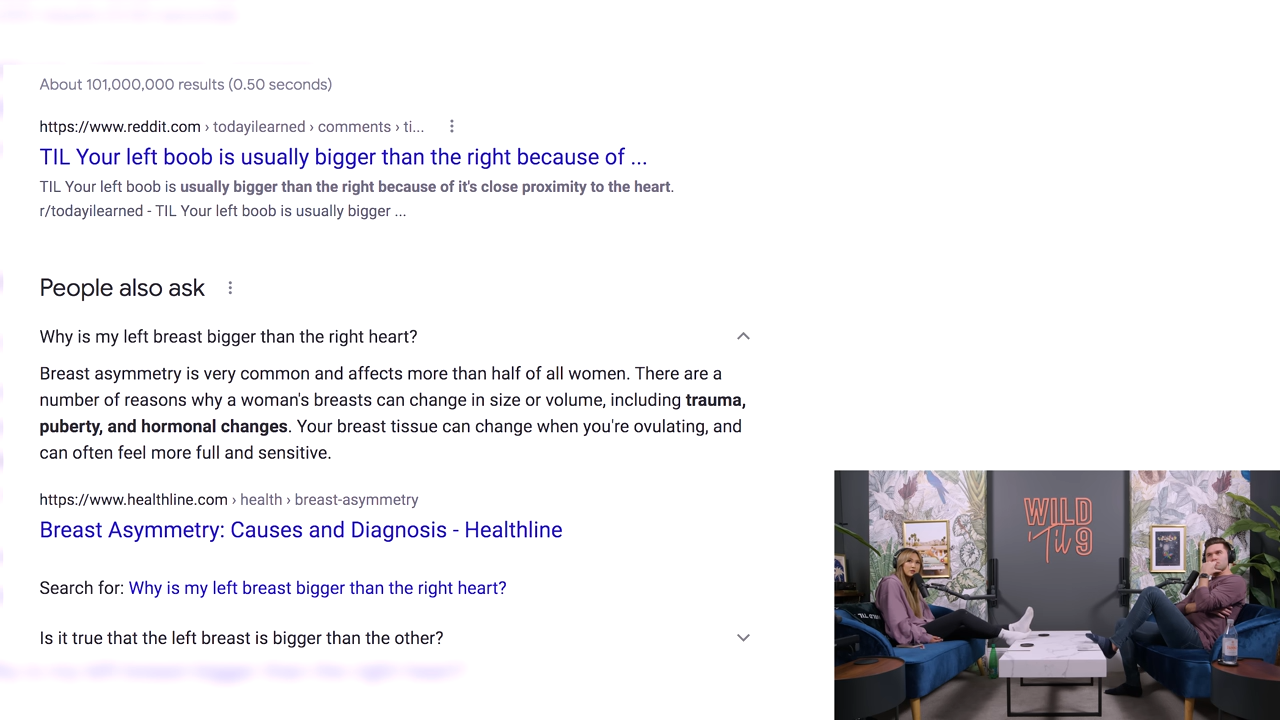 About 101,000,000 results (0.50 seconds)
https://www.reddit.com › todayilearned › comments › ti...
TIL Your left boob is usually bigger than the right because of ...
TIL Your left boob is usually bigger than the right because of it's close proximity to the heart.
r/todayilearned - TIL Your left boob is usually bigger ...
People also ask
Why is my left breast bigger than the right heart?
Breast asymmetry is very common and affects more than half of all women. There are a
number of reasons why a woman's breasts can change in size or volume, including trauma,
puberty, and hormonal changes. Your breast tissue can change when you're ovulating, and
can often feel more full and sensitive.
https://www.healthline.com › health › breast-asymmetry
Breast Asymmetry: Causes and Diagnosis - Healthline
Search for: Why is my left breast bigger than the right heart?
Is it true that the left breast is bigger than the other?
WILD
'Til 9